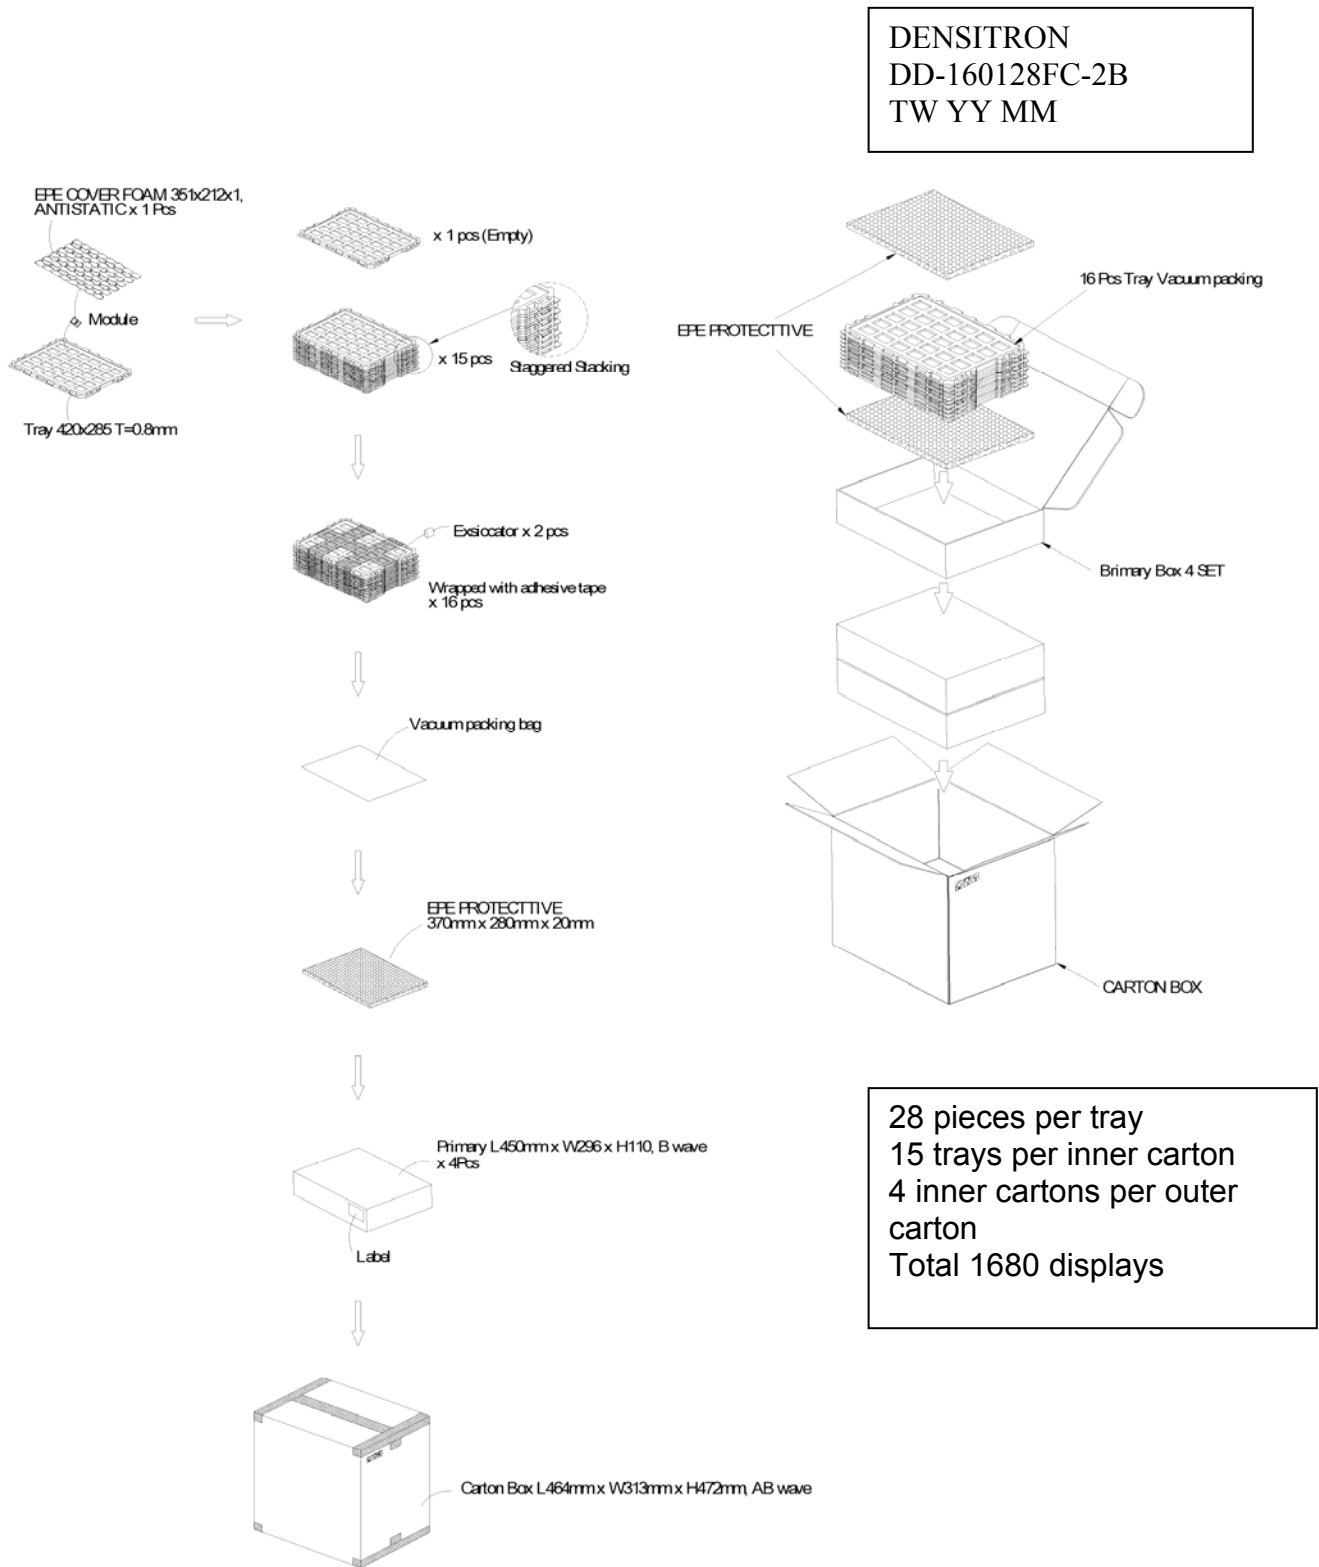 DENSITRON
DD-160128FC-2B
TW YY MM
EPE COVER FOAM 351x212x1,
ANTISTATIC x 1 Pcs
Module
Tray 420x285 T=0.8mm
x 1 pcs (Empty)
x 15 pcs
Staggered Stacking
Exsiccator x 2 pcs
Wrapped with adhesive tape
x 16 pcs
Vacuum packing bag
EPE PROTECTTIVE
370mm x 280mm x 20mm
Primary L450mm x W296 x H110, B wave
x 4Pcs
Label
Carton Box L464mm x W313mm x H472mm, AB wave
16 Pcs Tray Vacuum packing
EPE PROTECTTIVE
Brimary Box 4 SET
CARTON BOX
28 pieces per tray
15 trays per inner carton
4 inner cartons per outer
carton
Total 1680 displays